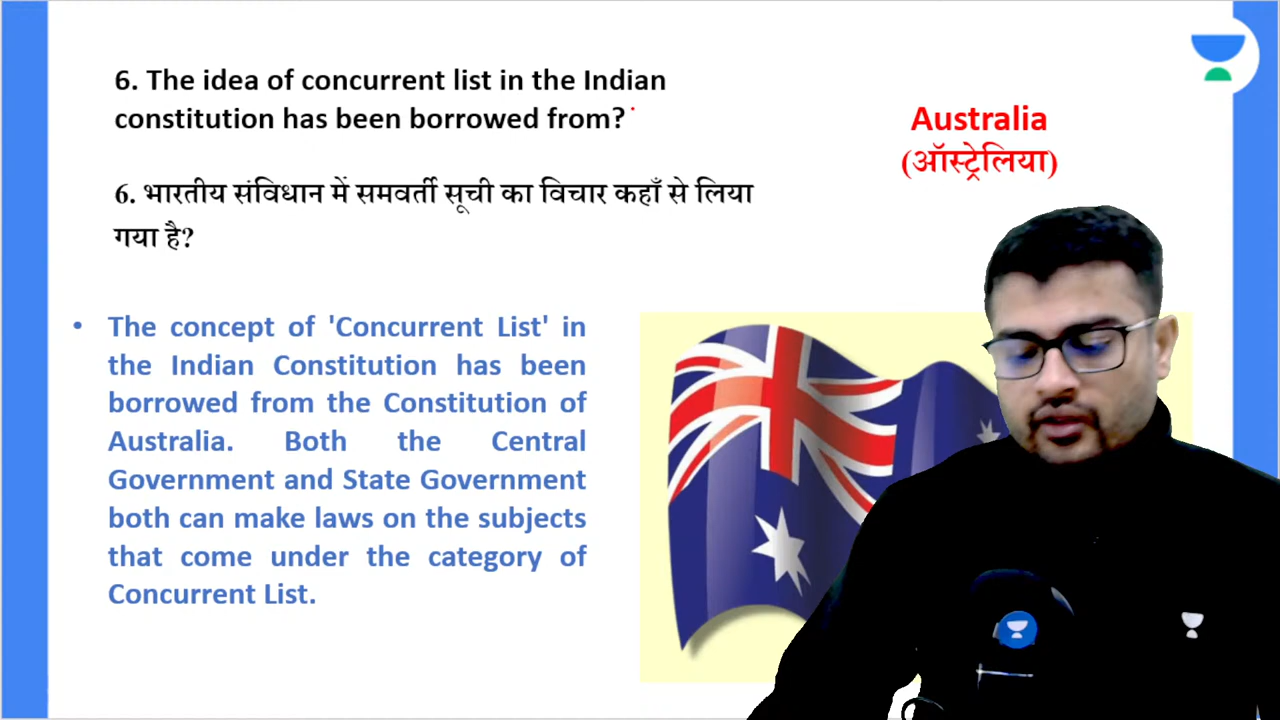 6. The idea of concurrent list in the Indian
constitution has been borrowed from?
Australia
(ऑस्ट्रेलिया)
6. भारतीय संविधान में समवर्ती सूची का विचार कहाँ से लिया
गया है?
• The concept of 'Concurrent List' in
the Indian Constitution has been
borrowed from the Constitution of
Australia. Both the Central
Government and State Government
both can make laws on the subjects
that come under the category of
Concurrent List.